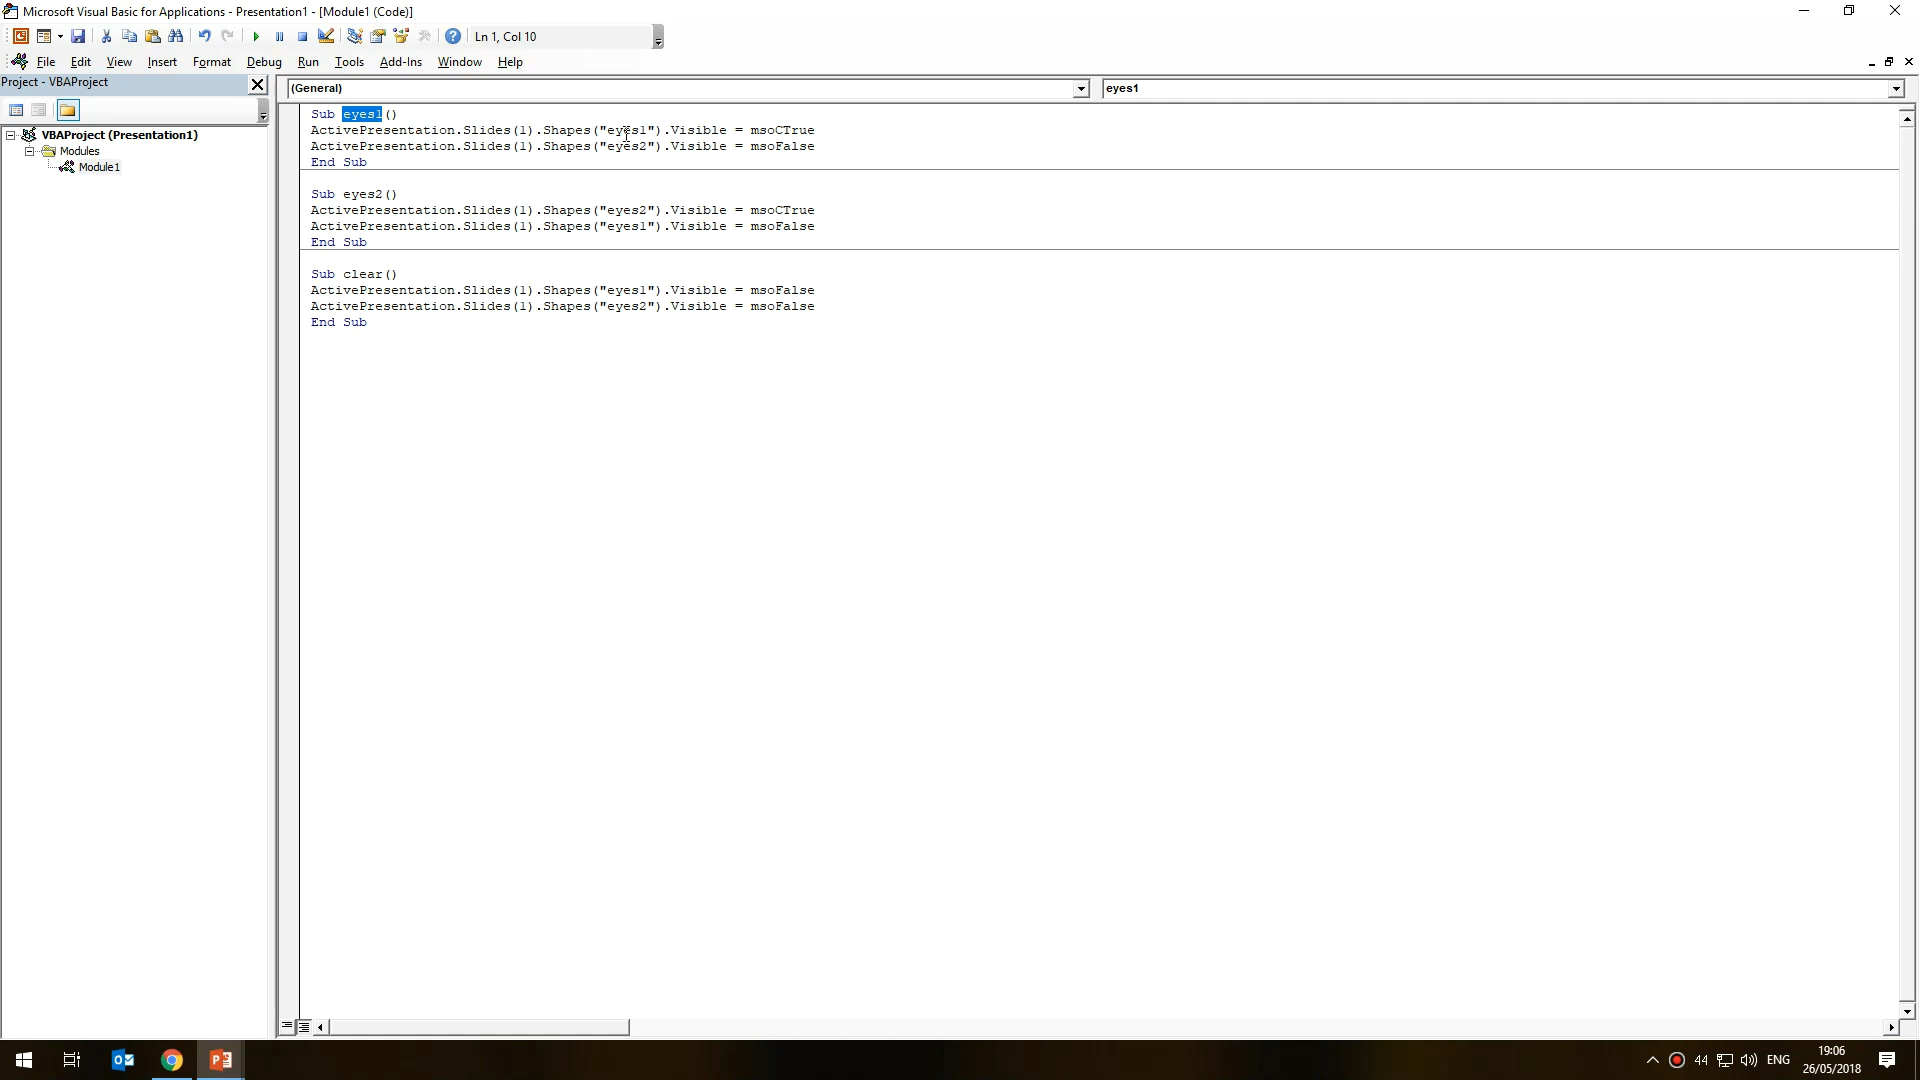 Microsoft Visual Basic for Applications - Presentation1 - [Module1 (Code)]
Ln 1, Col 10
File Edit View Insert Format Debug Run Tools Add-Ins Window Help
Project - VBAProject
(General)
eyes1
VBAProject (Presentation1)
Modules
Module1
Sub eyes1()
ActivePresentation.Slides(1).Shapes("eyes1").Visible = msoCTrue
ActivePresentation.Slides(1).Shapes("eyes2").Visible = msoFalse
End Sub
Sub eyes2()
ActivePresentation.Slides(1).Shapes("eyes2").Visible = msoCTrue
ActivePresentation.Slides(1).Shapes("eyes1").Visible = msoFalse
End Sub
Sub clear()
ActivePresentation.Slides(1).Shapes("eyes1").Visible = msoFalse
ActivePresentation.Slides(1).Shapes("eyes2").Visible = msoFalse
End Sub
44 ENG
19:06
26/05/2018